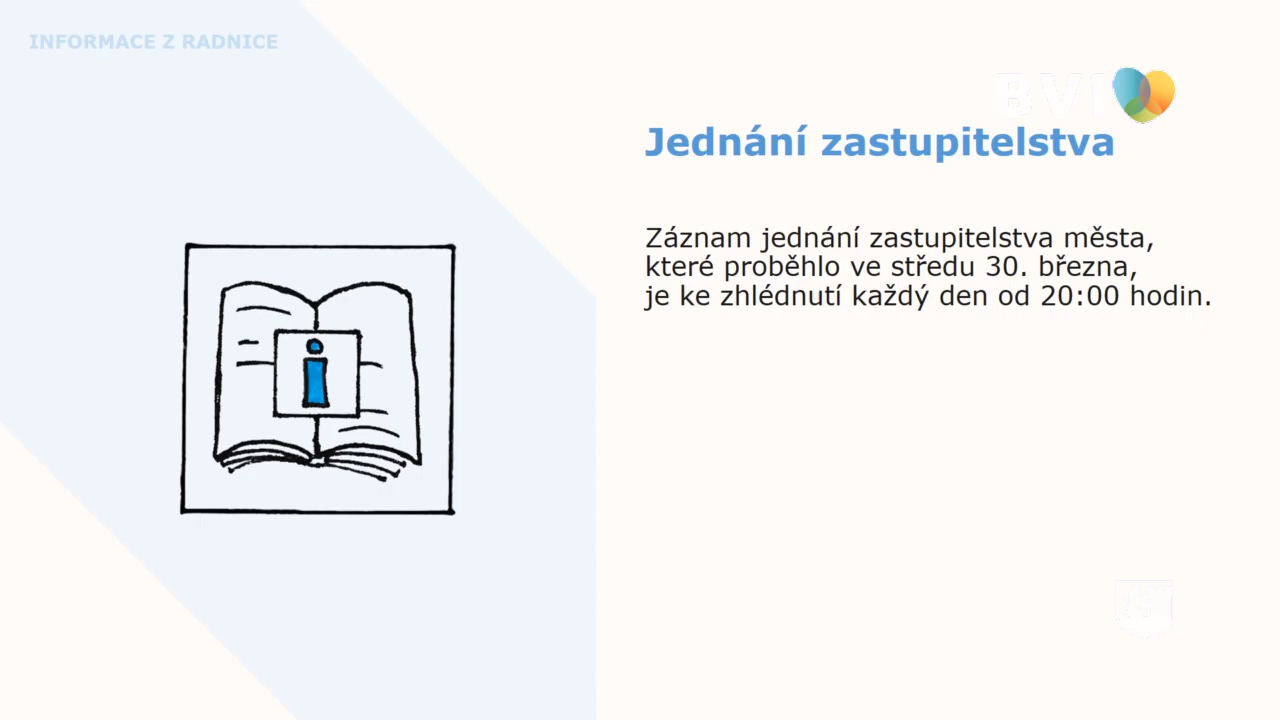 INFORMACE Z RADNICE
BVI
Jednání zastupitelstva
Záznam jednání zastupitelstva města,
které proběhlo ve středu 30. března,
je ke zhlédnutí každý den od 20:00 hodin.
i